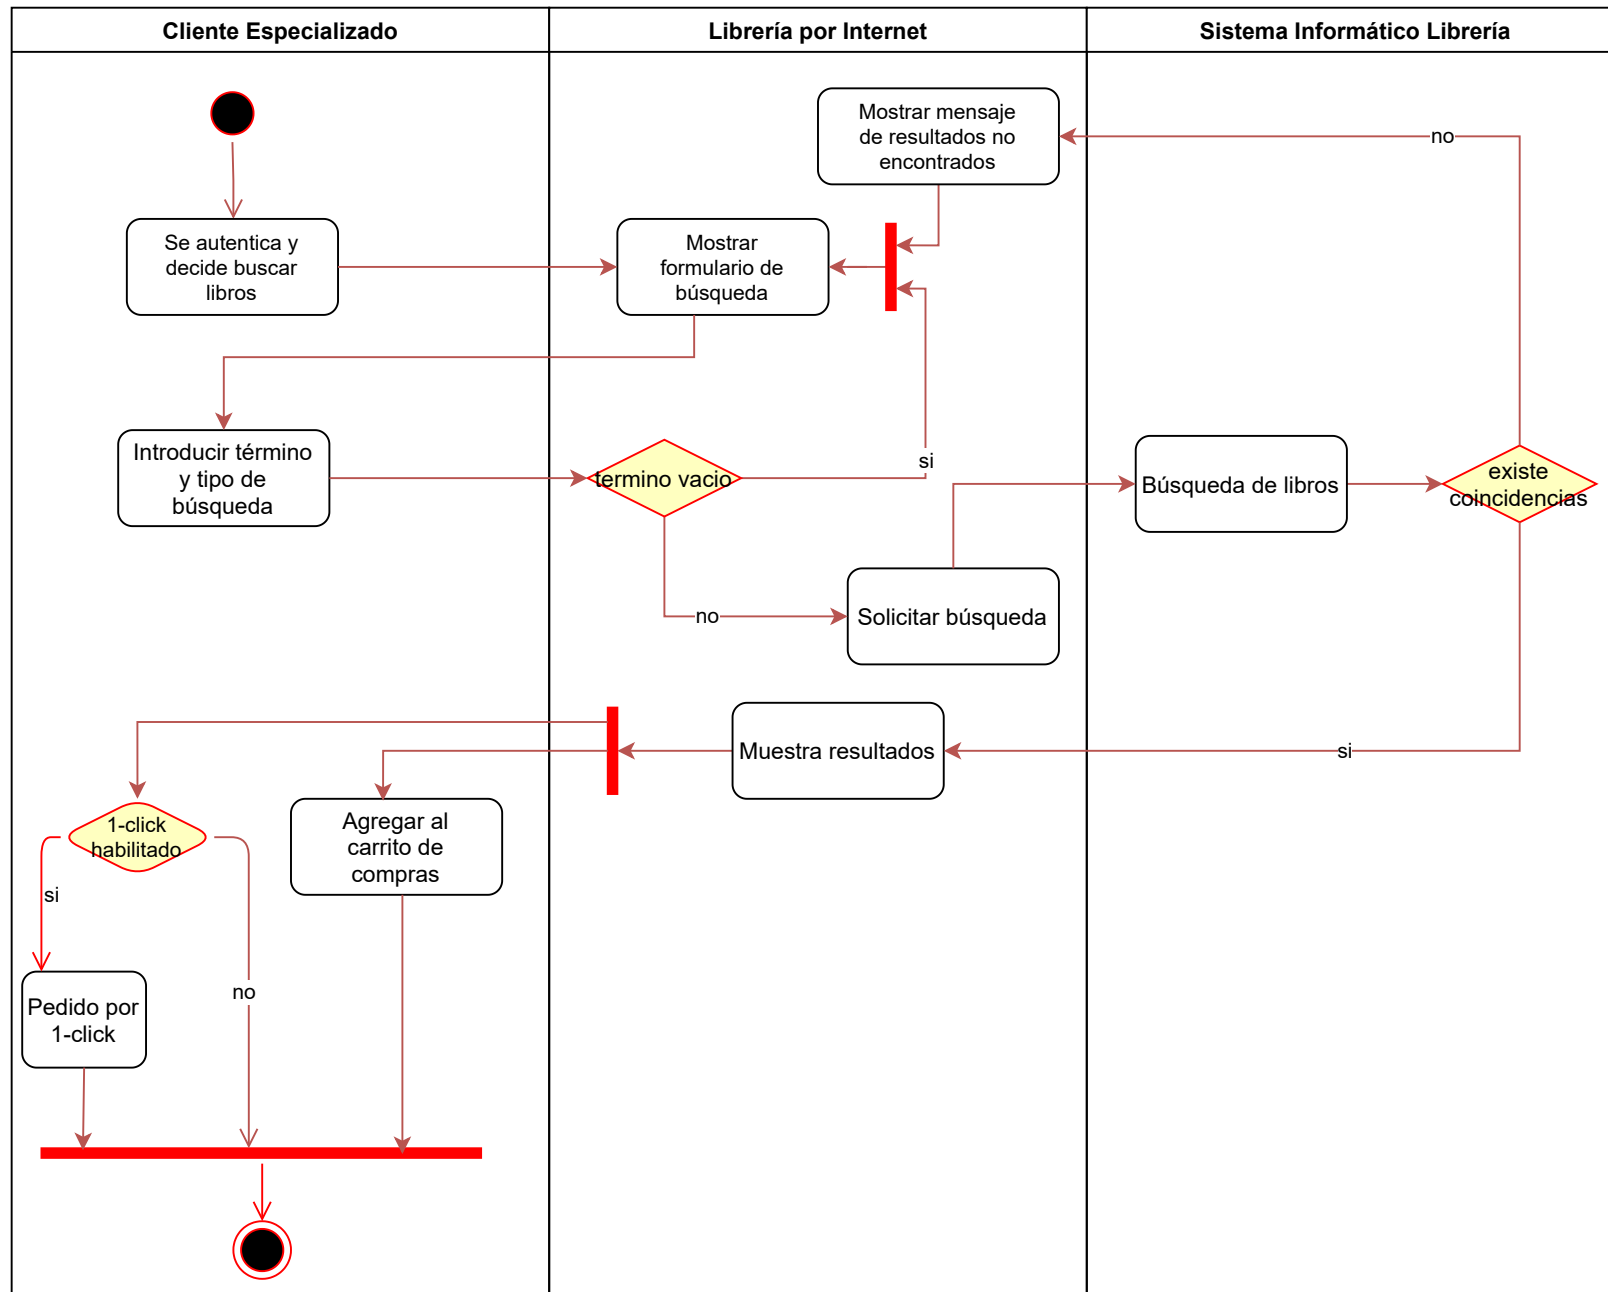 Cliente Especializado
Librería por Internet
Sistema Informático Librería
Mostrar mensaje
de resultados no
encontrados
no
Se autentica y
decide buscar
libros
Mostrar
formulario de
búsqueda
Introducir término
y tipo de
búsqueda
termino vacio
si
Búsqueda de libros
existe
coincidencias
no
Solicitar búsqueda
Muestra resultados
si
1-click
habilitado
Agregar al
carrito de
compras
si
no
Pedido por
1-click